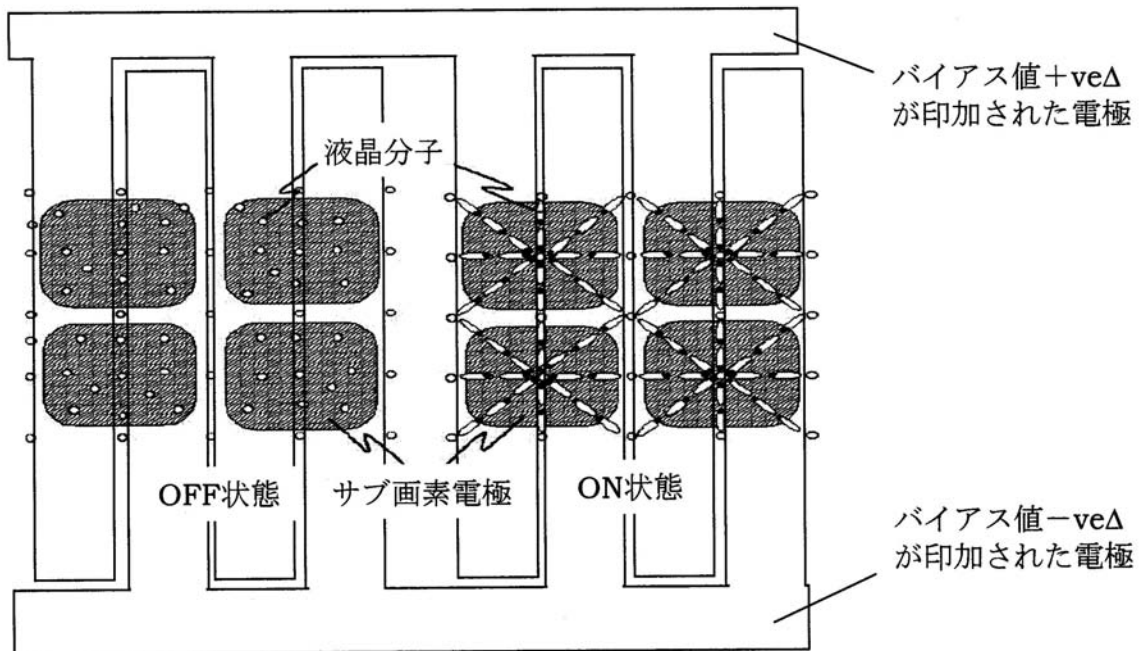 バイアス値＋veΔ
が印加された電極
液晶分子
OFF状態
サブ画素電極
ON状態
バイアス値－veΔ
が印加された電極